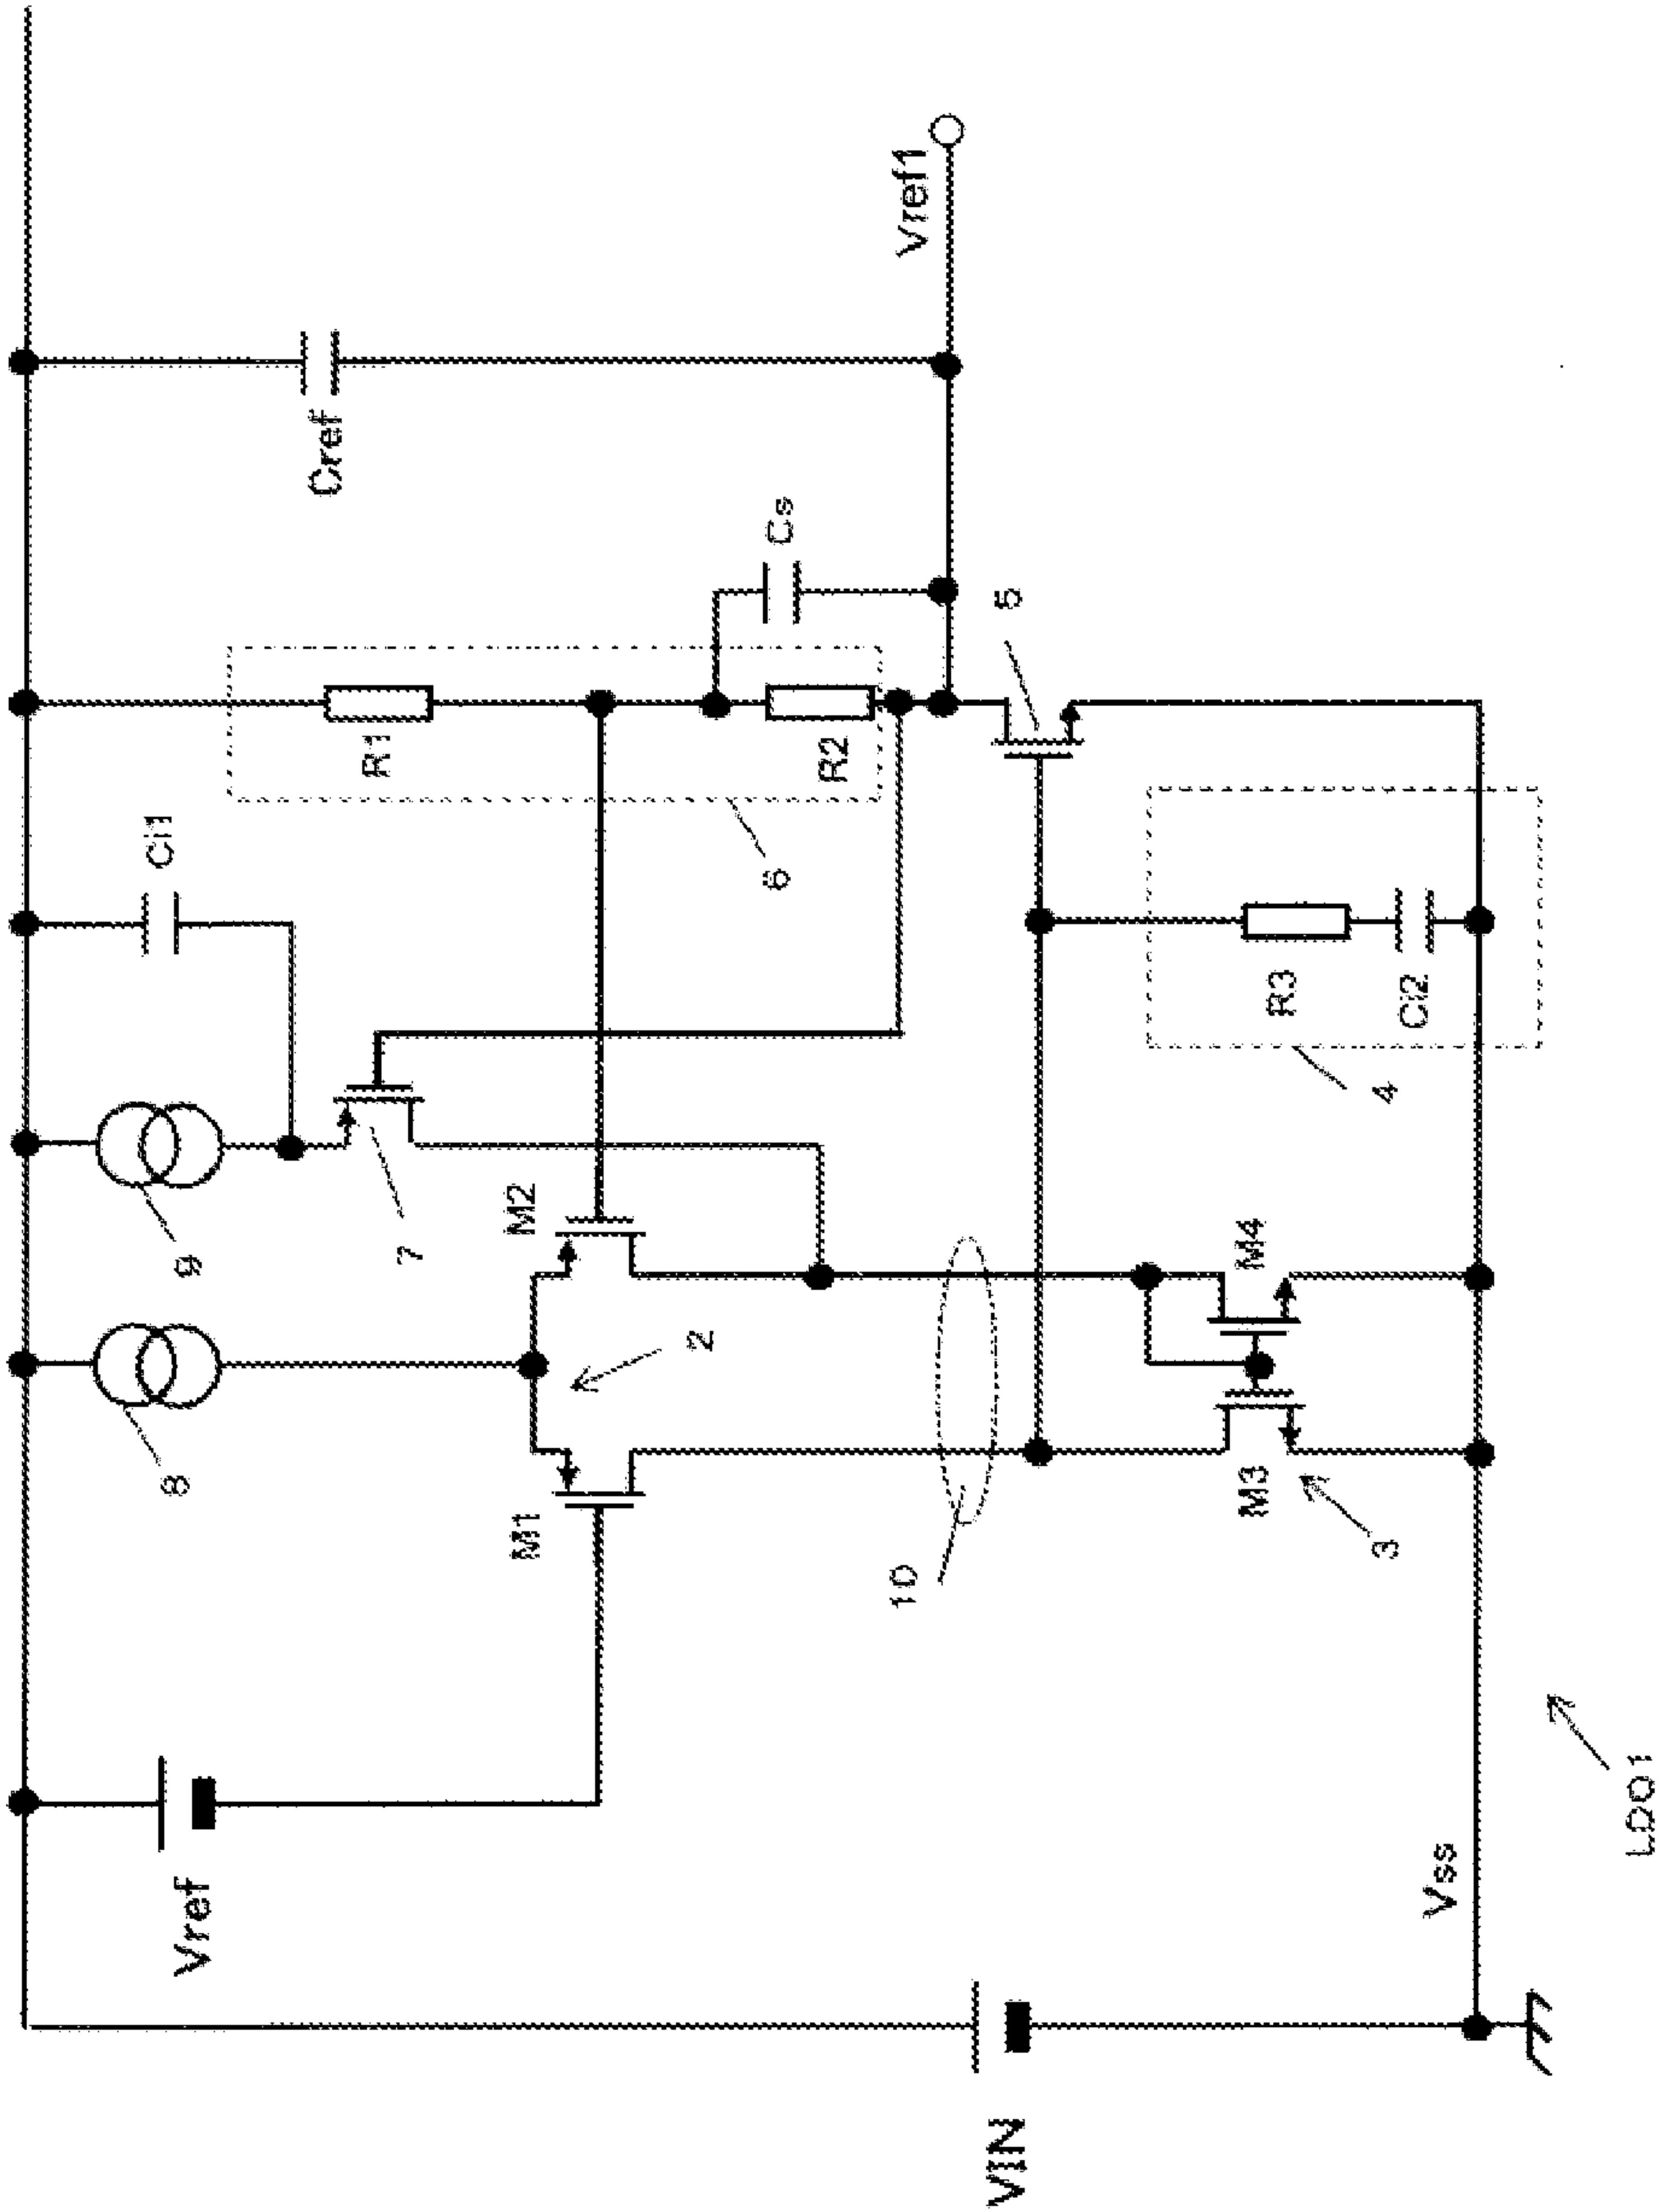 Vref1
Cref
Cs
5
R1
R2
Ci1
6
R3
Ci2
4
9
7
M2
M4
8
2
M1
M3
3
10
Vref
Vss
LDO1
VIN